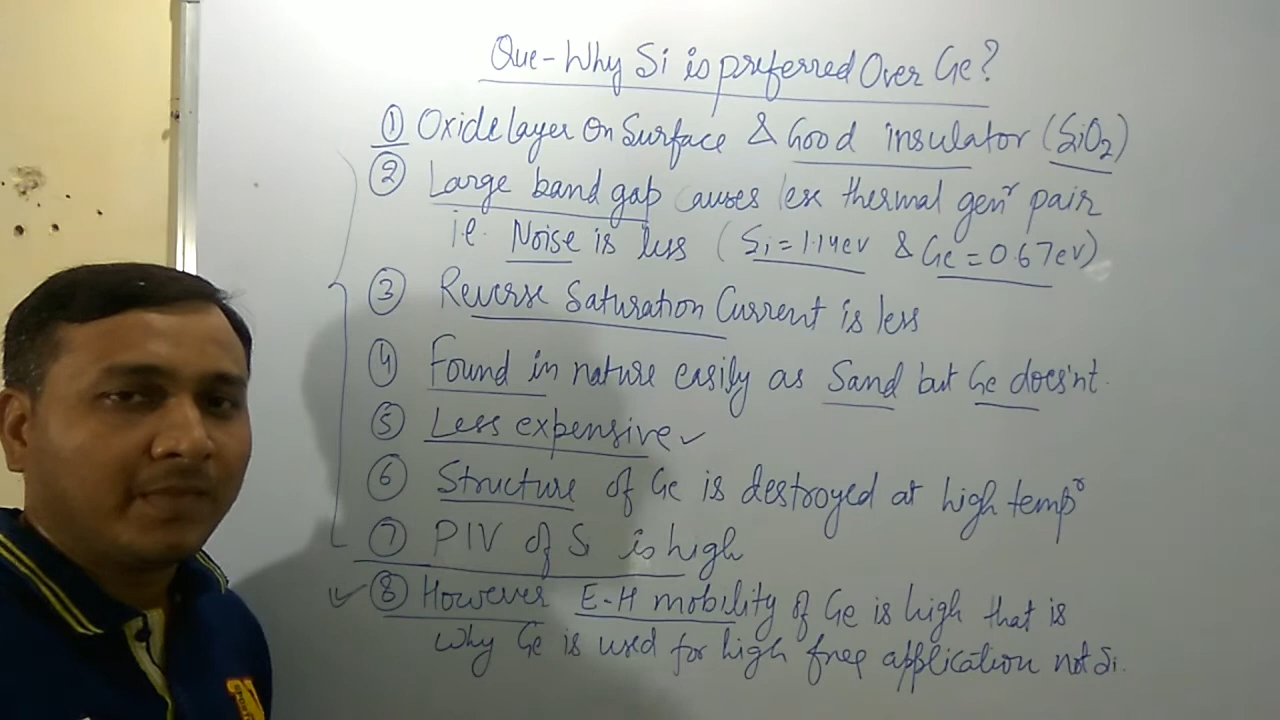 Que-Why Si is preferred Over Ge?
① Oxide layer On Surface & Good insulator (SiO2)
② Large band gap causes less thermal genr pair
i.e. Noise is less (Si=1.14ev & Ge=0.67ev)
③ Reverse Saturation Current is less
④ Found in nature easily as Sand but Ge does'nt.
⑤ Less expensive ✓
⑥ Structure of Ge is destroyed at high tempr
⑦ PIV of Si is high
✓ ⑧ However E-H mobility of Ge is high that is
why Ge is used for high freq application not Si.